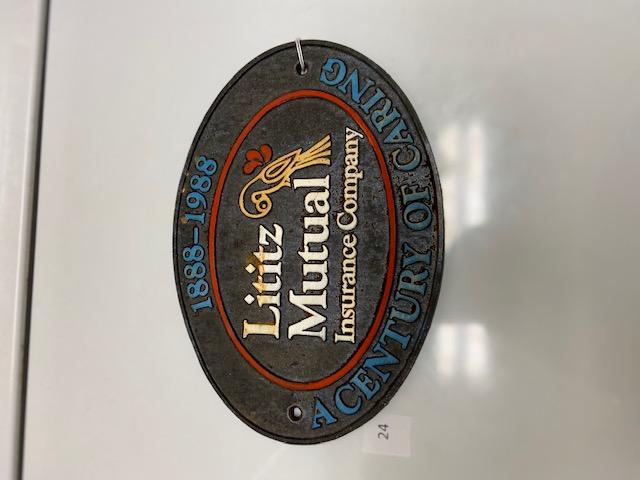 1888-1988
Lititz
Mutual
Insurance Company
A CENTURY OF CARING
24